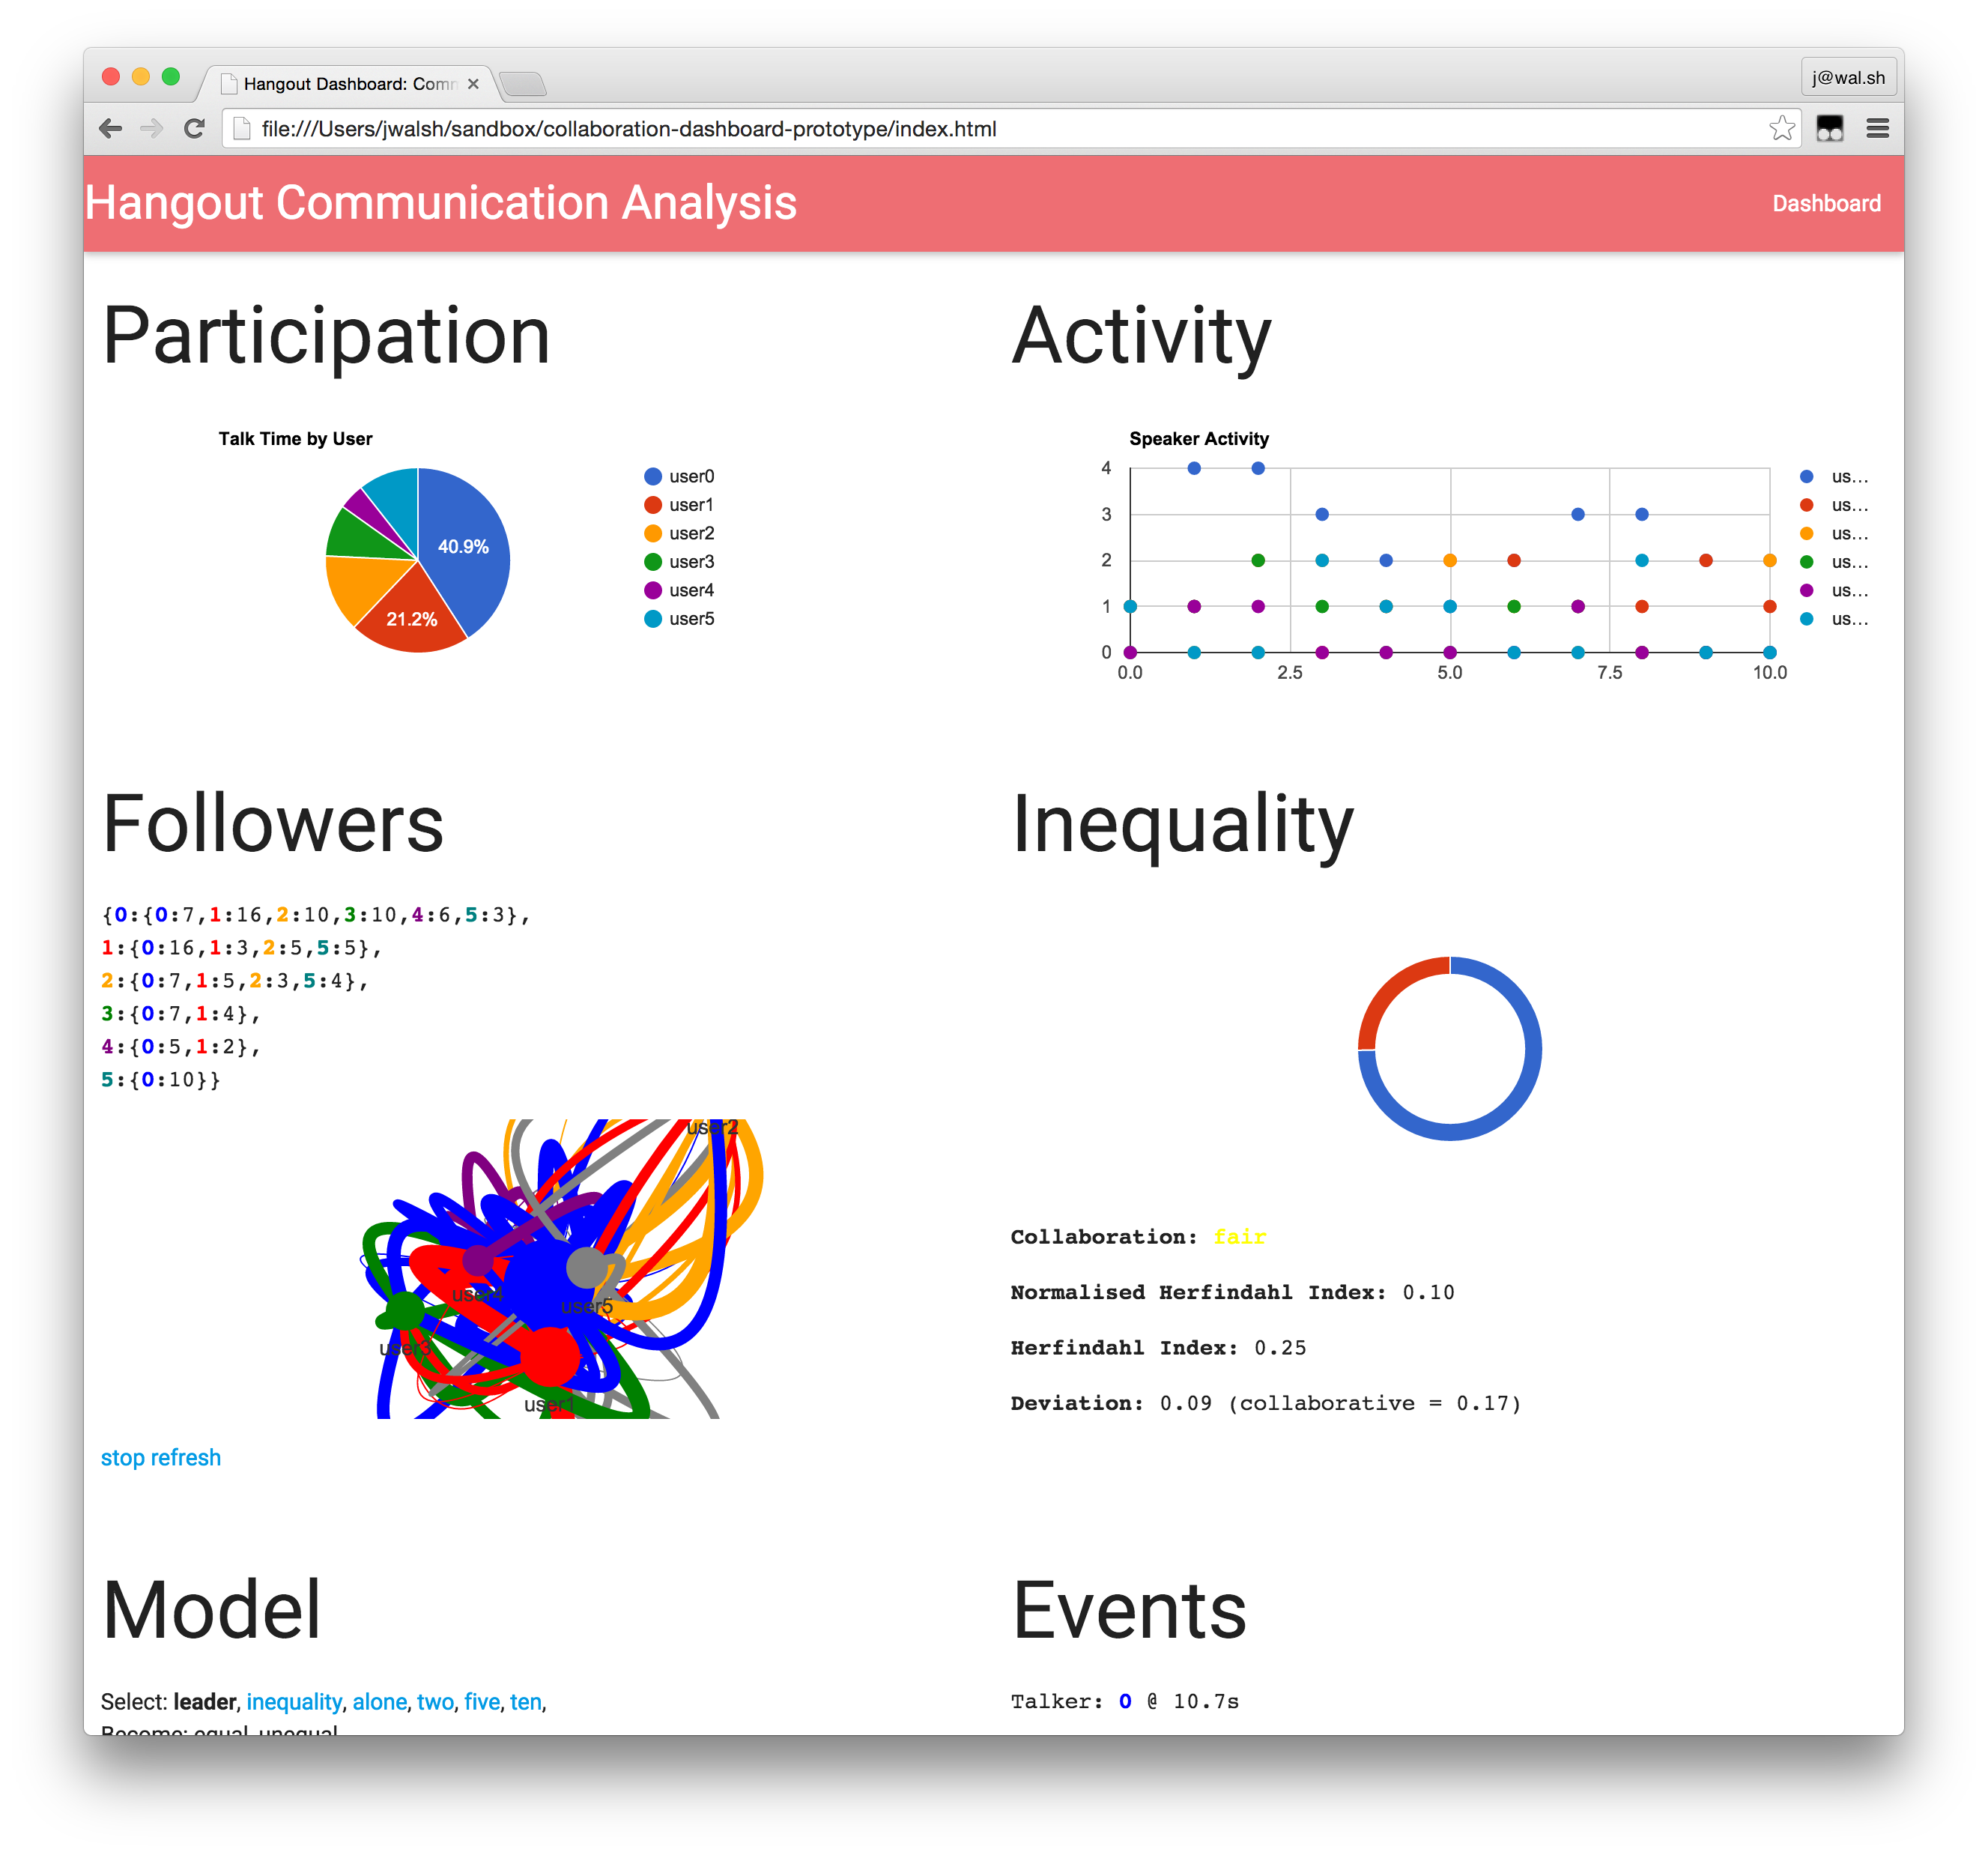 Hangout Dashboard: Comm
j@wal.sh
file:///Users/jwalsh/sandbox/collaboration-dashboard-prototype/index.html
Hangout Communication Analysis
Dashboard
Participation
Talk Time by User
40.9%
21.2%
user0
user1
user2
user3
user4
user5
Activity
Speaker Activity
4
3
2
1
0
0.0 2.5 5.0 7.5 10.0
us...
us...
us...
us...
us...
us...
Followers
{0:{0:7,1:16,2:10,3:10,4:6,5:3},
1:{0:16,1:3,2:5,5:5},
2:{0:7,1:5,2:3,5:4},
3:{0:7,1:4},
4:{0:5,1:2},
5:{0:10}}
user2
user4
user5
user3
user1
stop refresh
Inequality
Collaboration: fair
Normalised Herfindahl Index: 0.10
Herfindahl Index: 0.25
Deviation: 0.09 (collaborative = 0.17)
Model
Select: leader, inequality, alone, two, five, ten,
Become: equal, unequal
Events
Talker: 0 @ 10.7s